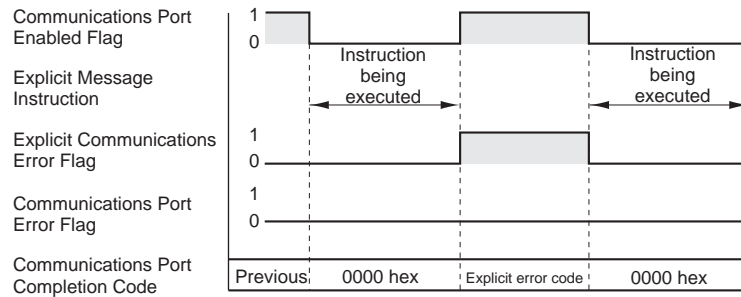 Communications Port
Enabled Flag
1
0
Instruction
being
executed
Instruction
being
executed
Explicit Message
Instruction
Explicit Communications
Error Flag
1
0
Communications Port
Error Flag
1
0
Communications Port
Completion Code
Previous
0000 hex
Explicit error code
0000 hex